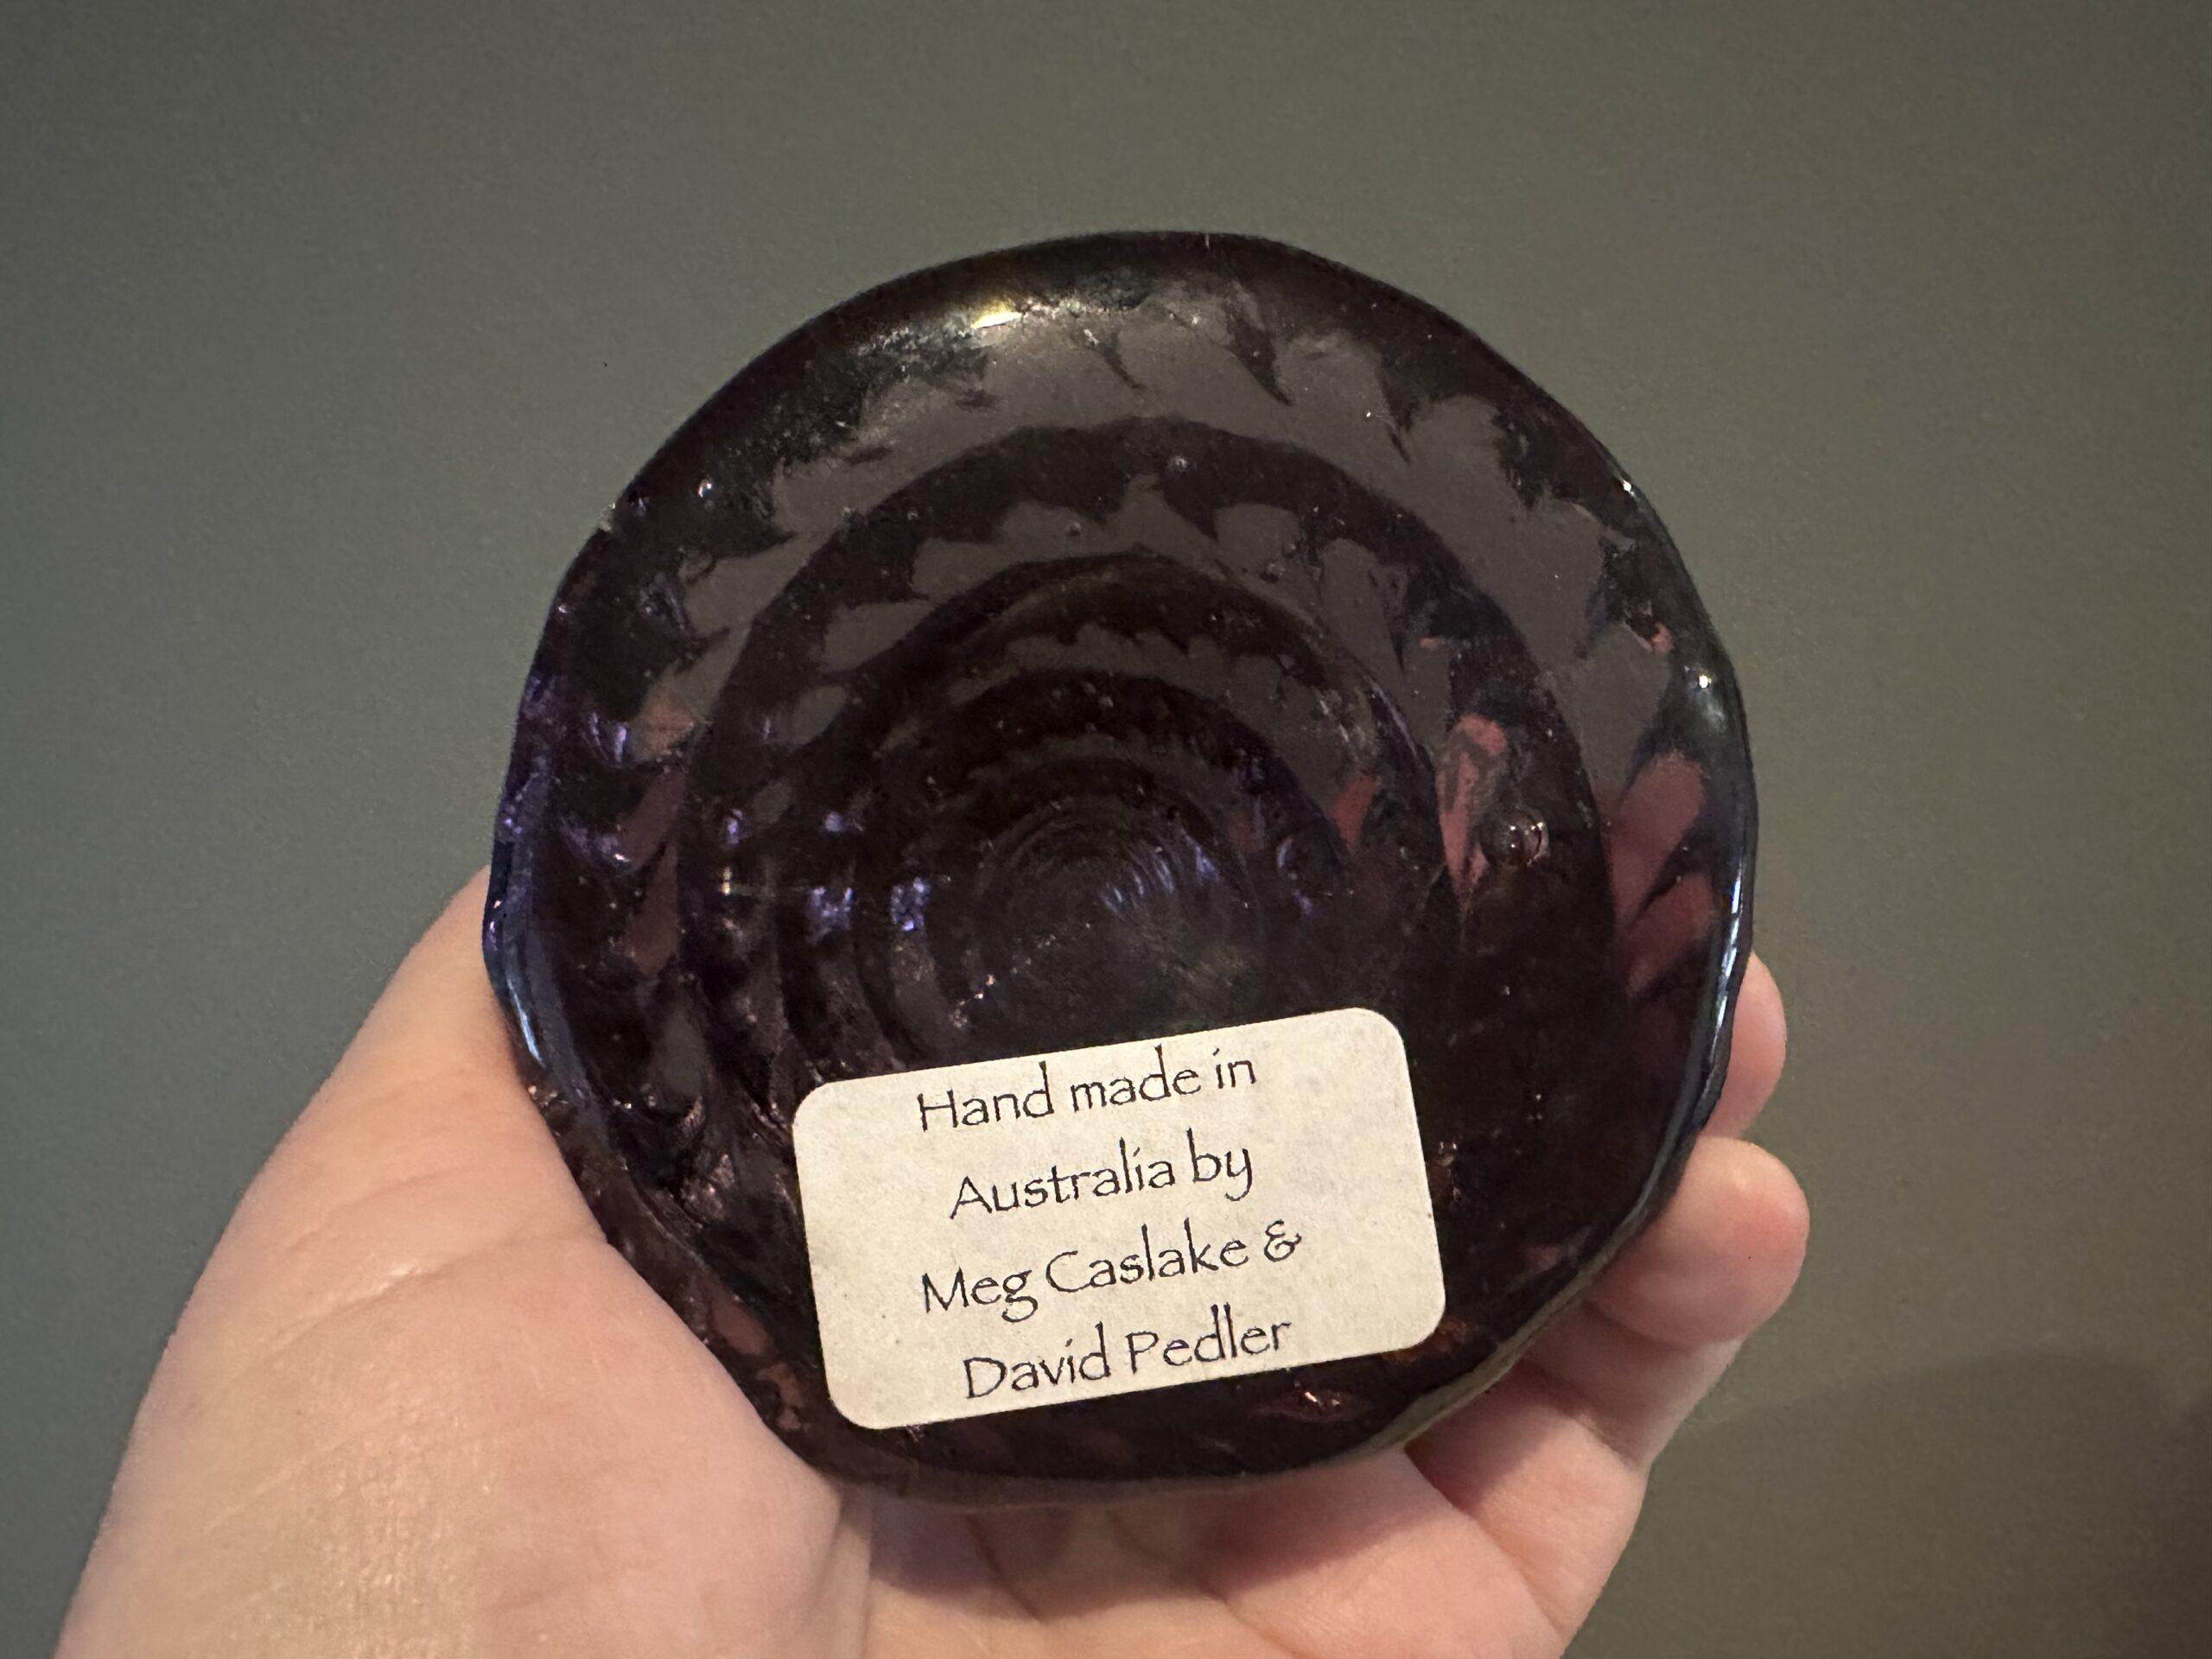 Hand made in
Australia by
Meg Caslake &
David Pedler